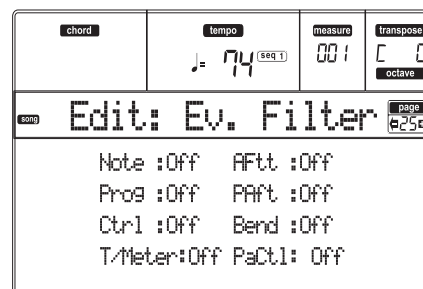 chord tempo measure transpose
♩= 74 seq 1 001 C
octave
song Edit: Ev. Filter page
25
Note :Off AFtt :Off
Prog :Off PAft :Off
Ctrl :Off Bend :Off
T/Meter:Off PaCtl: Off